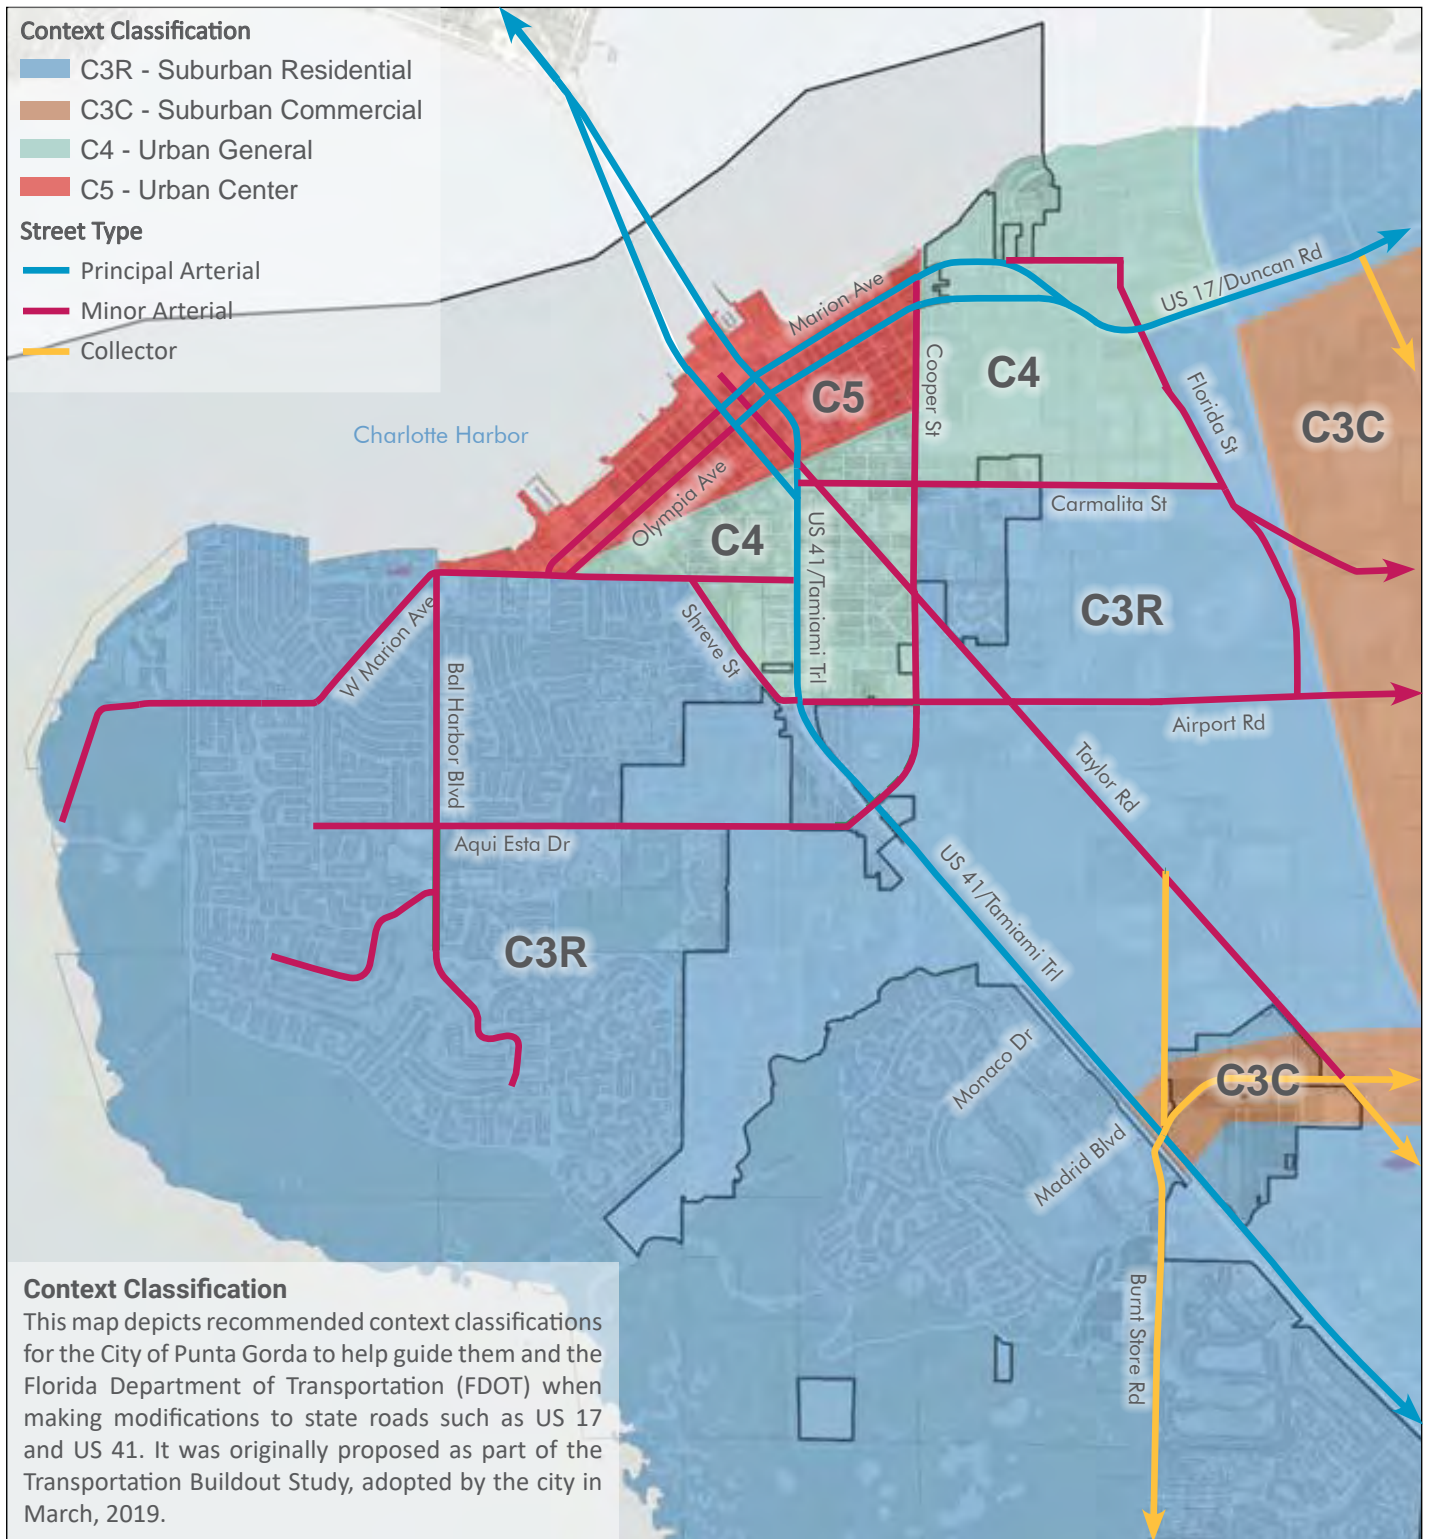 Context Classification
C3R - Suburban Residential
C3C - Suburban Commercial
C4 - Urban General
C5 - Urban Center
Street Type
Principal Arterial
Minor Arterial
Collector
Charlotte Harbor
Marion Ave
US 17/Duncan Rd
C5
Cooper St
C4
Florida St
C3C
Olympia Ave
C4
US 41/Tamiami Trl
Carmalita St
C3R
Shreve St
W Marion Ave
Bal Harbor Blvd
Airport Rd
Taylor Rd
Aqui Esta Dr
US 41/Tamiami Trl
C3R
Monaco Dr
C3C
Madrid Blvd
Burnt Store Rd
Context Classification
This map depicts recommended context classifications
for the City of Punta Gorda to help guide them and the
Florida Department of Transportation (FDOT) when
making modifications to state roads such as US 17
and US 41. It was originally proposed as part of the
Transportation Buildout Study, adopted by the city in
March, 2019.